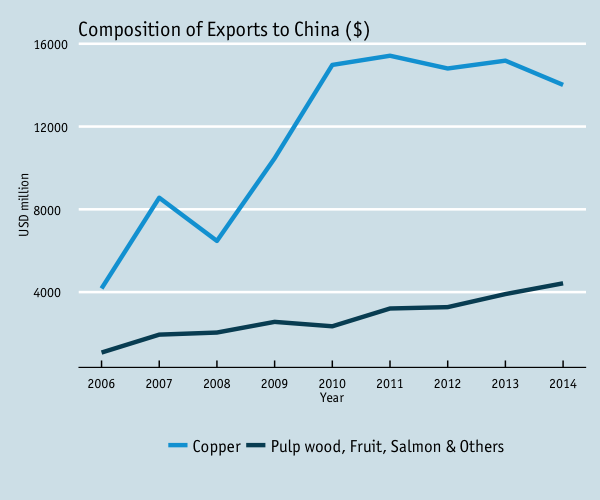 Composition of Exports to China ($)
16000
12000
8000
4000
USD million
2006 2007 2008 2009 2010 2011 2012 2013 2014
Year
Copper Pulp wood, Fruit, Salmon & Others